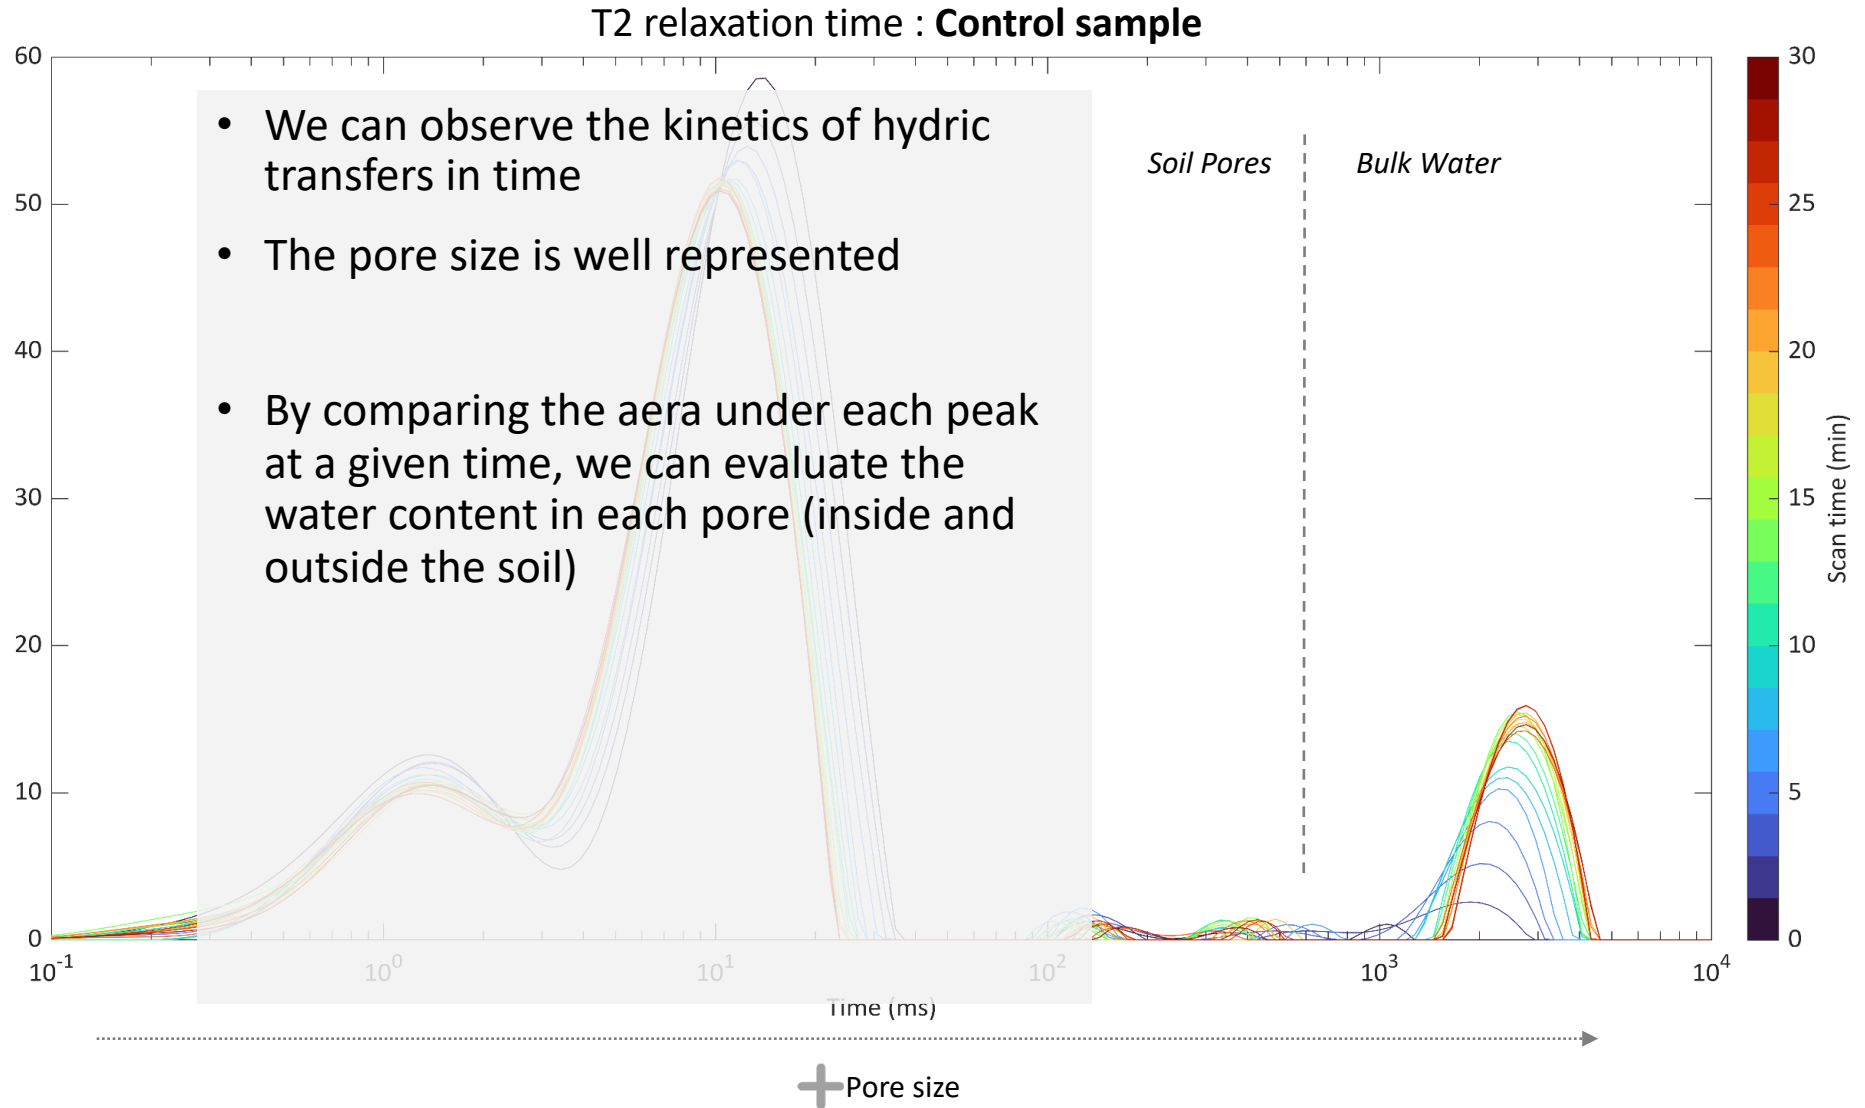 T2 relaxation time : Control sample
60
50
40
30
20
10
0
• We can observe the kinetics of hydric
transfers in time
• The pore size is well represented
• By comparing the aera under each peak
at a given time, we can evaluate the
water content in each pore (inside and
outside the soil)
Soil Pores
Bulk Water
10⁻¹
10⁰
10¹
10²
10³
10⁴
Time (ms)
Pore size
30
25
20
15
10
5
0
Scan time (min)